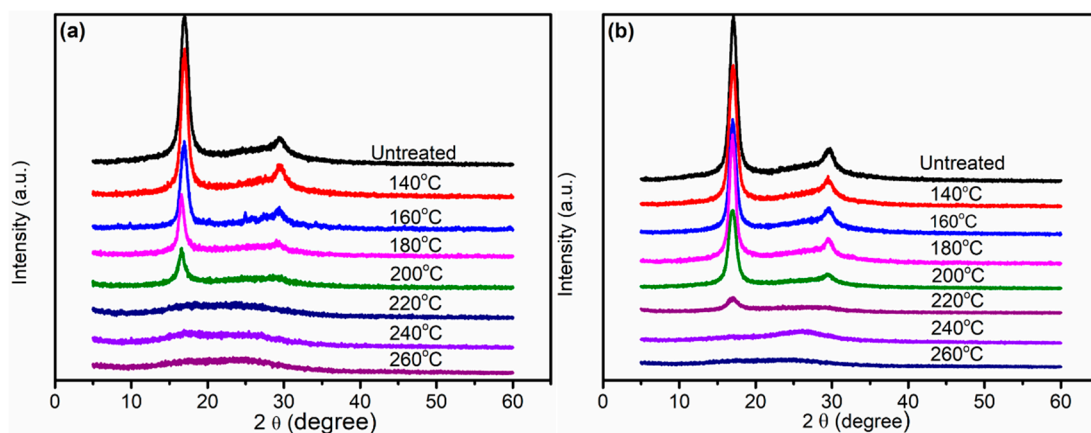 (a)
Intensity (a.u.)
Untreated
140°C
160°C
180°C
200°C
220°C
240°C
260°C
0 10 20 30 40 50 60
2 θ (degree)
(b)
Intensity (a.u.)
Untreated
140°C
160°C
180°C
200°C
220°C
240°C
260°C
0 10 20 30 40 50 60
2 θ (degree)